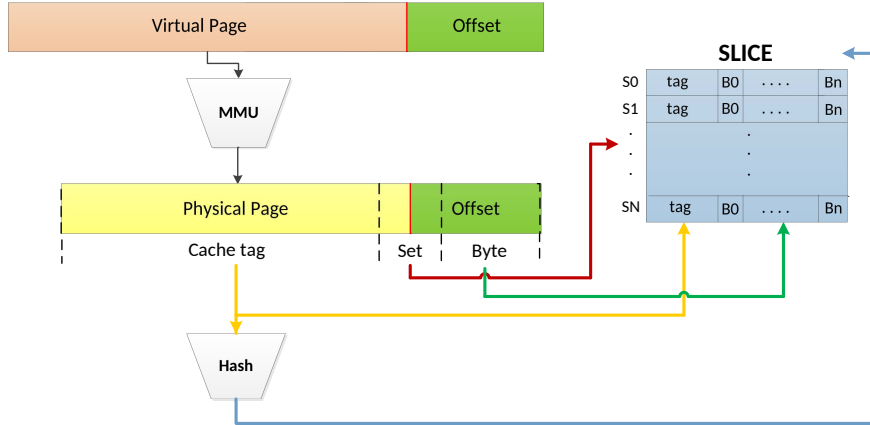 Virtual Page Offset
MMU
Physical Page Offset
Cache tag Set Byte
Hash
SLICE
S0 tag B0 .... Bn
S1 tag B0 .... Bn
. .
. .
. .
SN tag B0 .... Bn